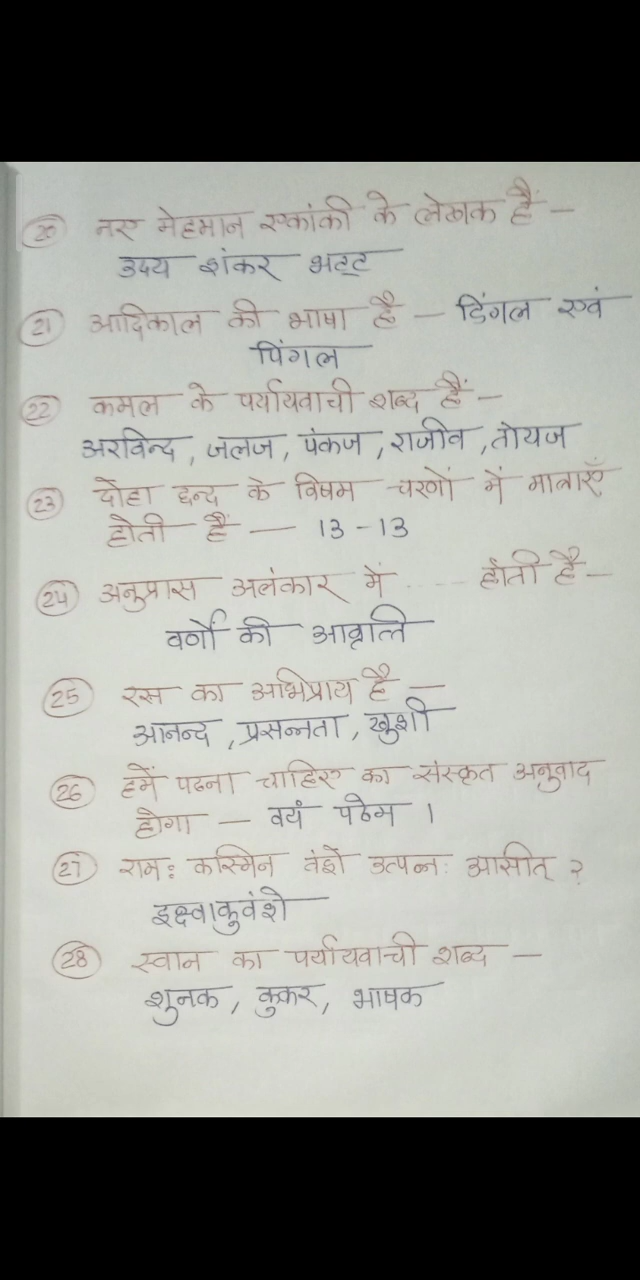 20 नए मेहमान एकांकी के लेखक हैं -
उदय शंकर भट्ट
21 आदिकाल की भाषा है - डिंगल एवं
पिंगल
22 कमल के पर्यायवाची शब्द हैं -
अरविन्द, जलज, पंकज, राजीव, तोयज
23 दोहा छन्द के विषम चरणों में मात्राएँ
होती हैं - 13-13
24 अनुप्रास अलंकार में .... होती है -
वर्णों की आवृत्ति
25 रस का अभिप्राय है -
आनन्द, प्रसन्नता, खुशी
26 हमें पढना चाहिए का संस्कृत अनुवाद
होगा - वयं पठेम ।
27 रामः कस्मिन वंशे उत्पन्नः आसीत् ?
इक्ष्वाकुवंशे
28 स्वान का पर्यायवाची शब्द -
शुनक, कुकर, भाषक